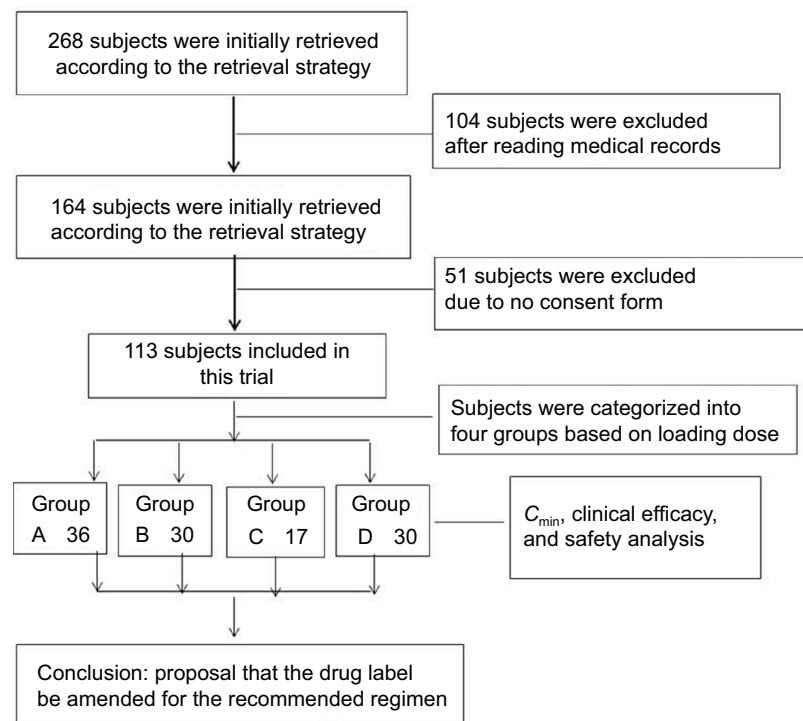 268 subjects were initially retrieved
according to the retrieval strategy
104 subjects were excluded
after reading medical records
164 subjects were initially retrieved
according to the retrieval strategy
51 subjects were excluded
due to no consent form
113 subjects included in
this trial
Subjects were categorized into
four groups based on loading dose
Group
A 36
Group
B 30
Group
C 17
Group
D 30
Cmin, clinical efficacy,
and safety analysis
Conclusion: proposal that the drug label
be amended for the recommended regimen